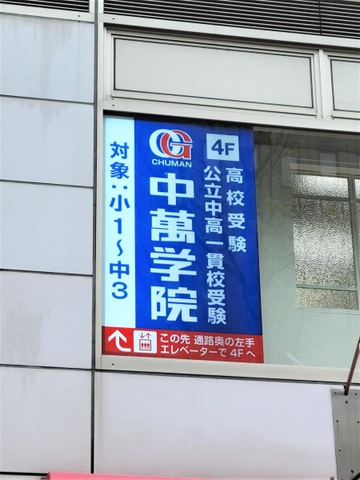 CHUMAN
4F
高校受験
公立中高一貫校受験
中萬学院
対象：小1～中3
この先 通路奥の左手
エレベーターで4Fへ